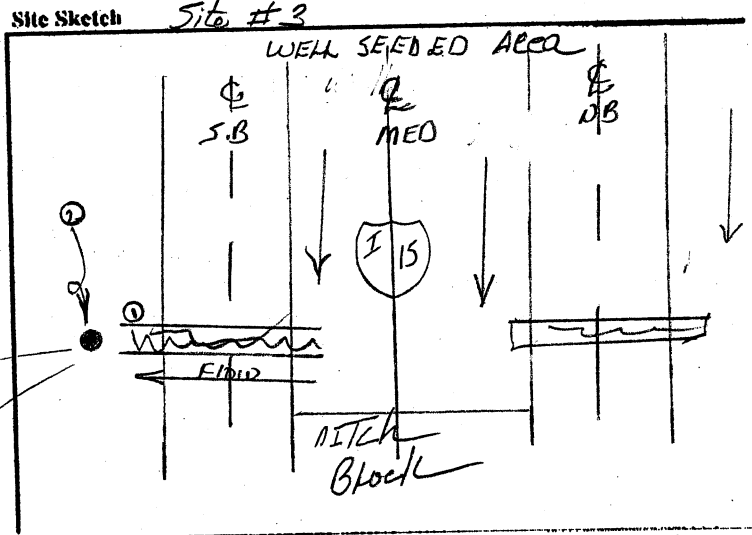 Site Sketch Site #3
WELL SEEDED AREA
℄ ℄ ℄
S.B MED NB
2
I 15
1
FLOW
DITCH
Block